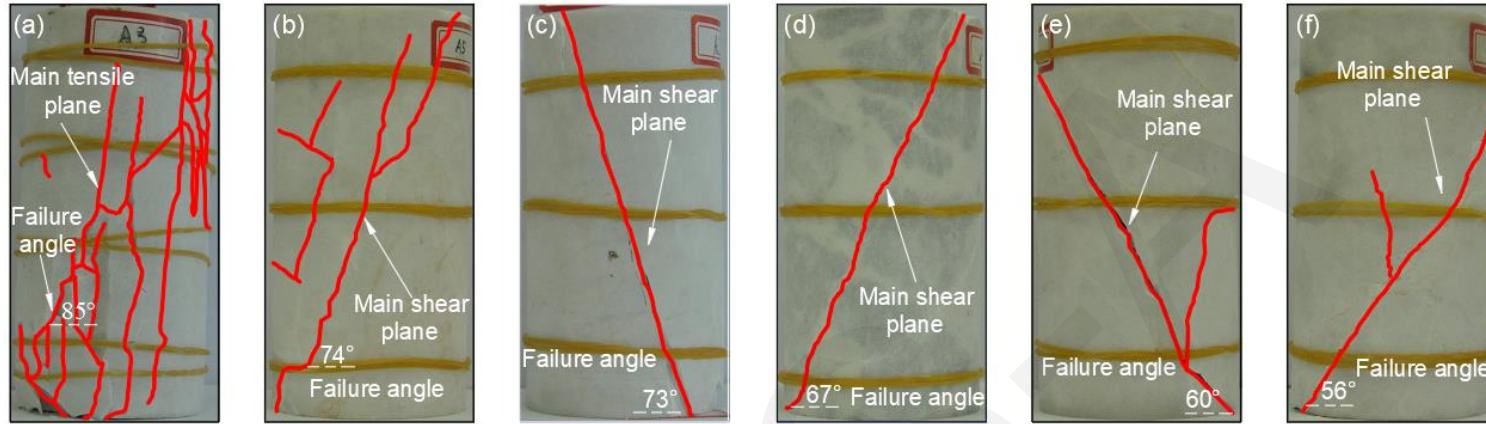 (a)
A3
Main tensile
plane
Failure
angle
85°
(b)
A5
Main shear
plane
74°
Failure angle
(c)
Main shear
plane
Failure angle
73°
(d)
Main shear
plane
67°
Failure angle
(e)
Main shear
plane
Failure angle
60°
(f)
Main shear
plane
Failure angle
56°